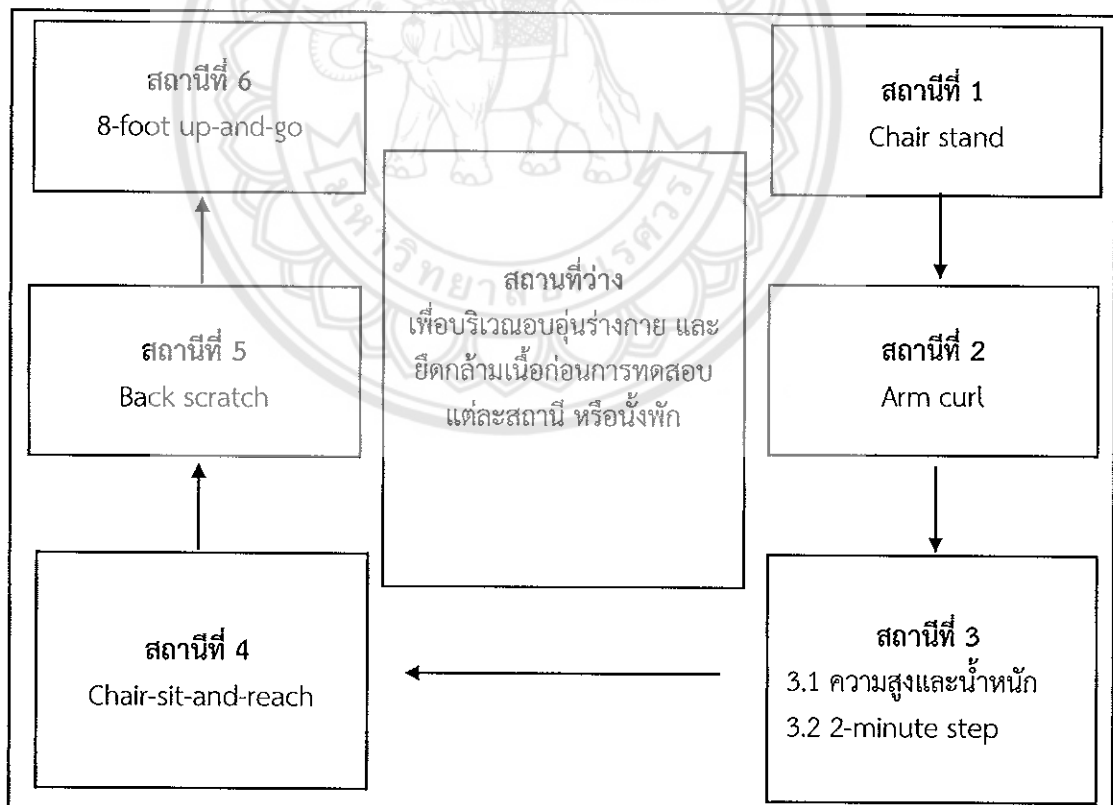 สถานีที่ 6
8-foot up-and-go
สถานีที่ 1
Chair stand
สถานที่ว่าง
เพื่อบริเวณอบอุ่นร่างกาย และ
ยืดกล้ามเนื้อก่อนการทดสอบ
แต่ละสถานี หรือนั้งพัก
สถานีที่ 5
Back scratch
สถานีที่ 2
Arm curl
สถานีที่ 4
Chair-sit-and-reach
สถานีที่ 3
3.1 ความสูงและน้ำหนัก
3.2 2-minute step